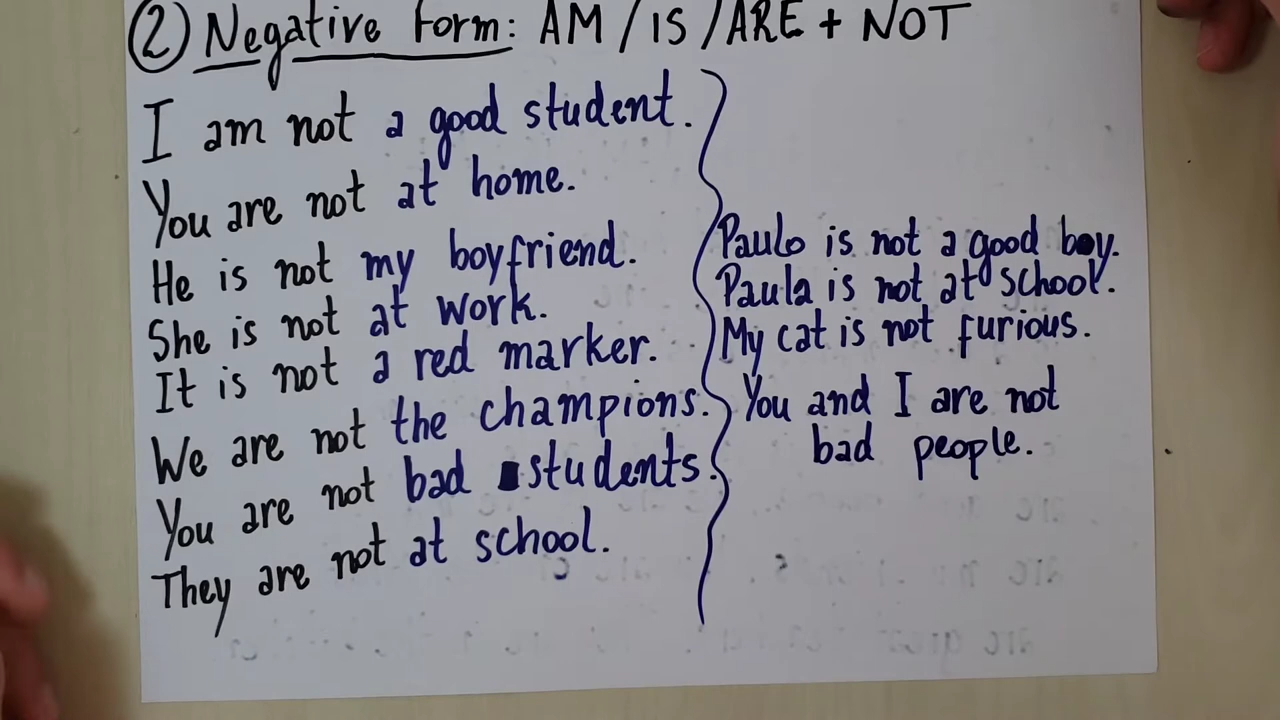 (2) Negative form: AM / IS / ARE + NOT
I am not a good student.
You are not at home.
He is not my boyfriend.
She is not at work.
It is not a red marker.
We are not the champions.
You are not bad students.
They are not at school.
Paulo is not a good boy.
Paula is not at school.
My cat is not furious.
You and I are not
bad people.